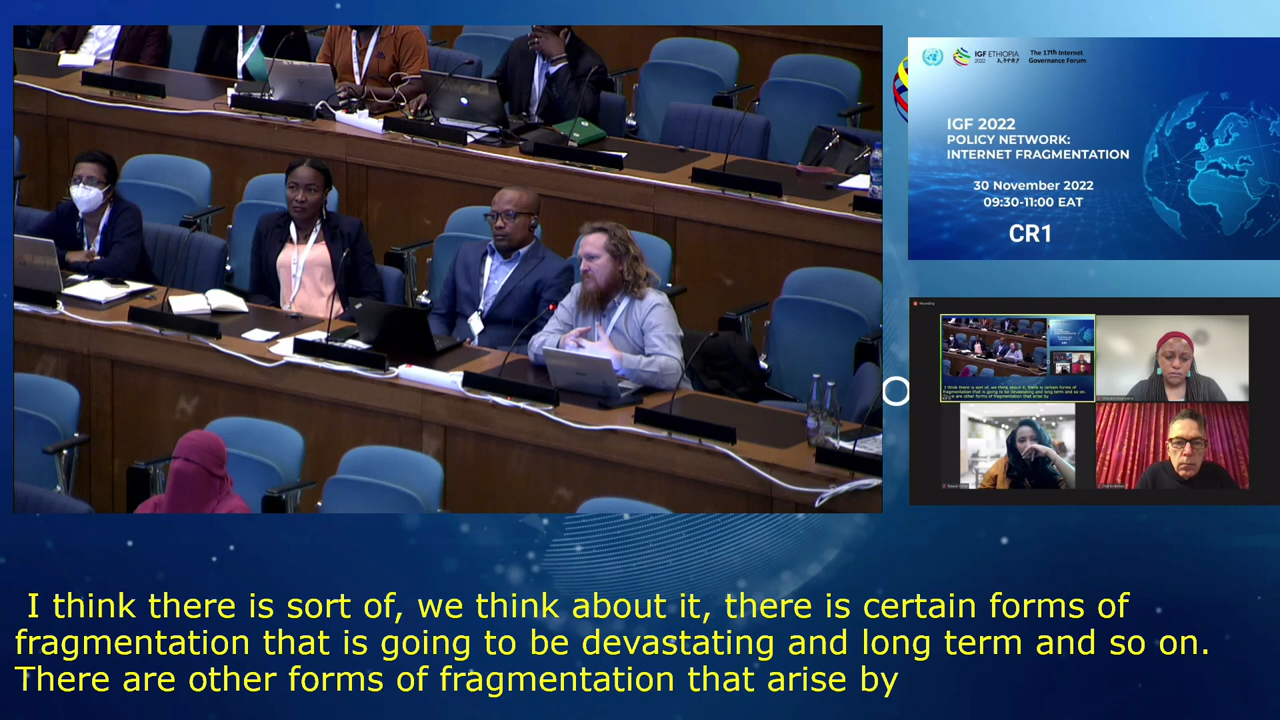 IGF ETHIOPIA
2022 ኢትዮጵያ
The 17th Internet
Governance Forum
IGF 2022
POLICY NETWORK:
INTERNET FRAGMENTATION
30 November 2022
09:30-11:00 EAT
CR1
Recording
I think there is sort of, we think about it, there is certain forms of
fragmentation that is going to be devastating and long term and so on.
There are other forms of fragmentation that arise by